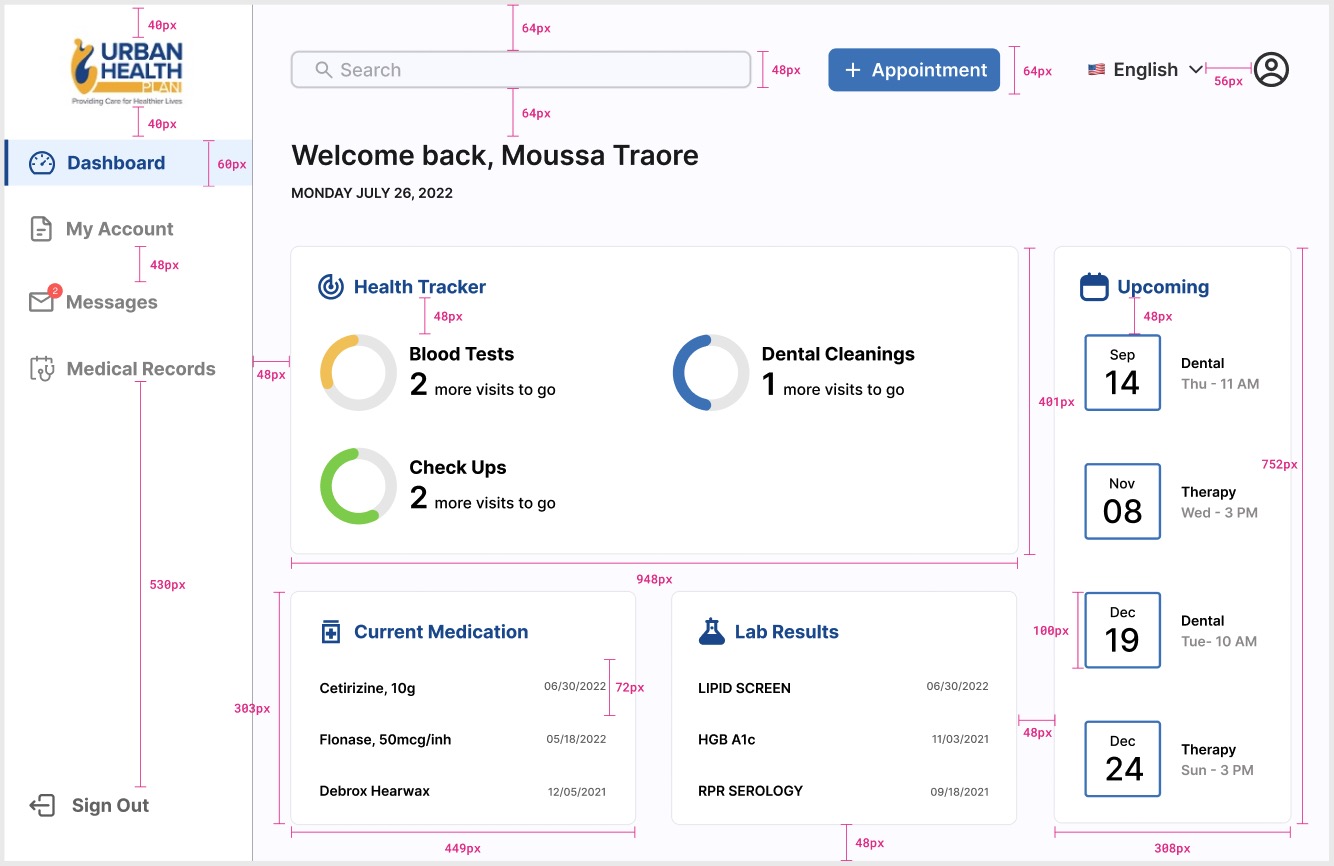 40px
URBAN
HEALTH
PLAN
Providing Care for Healthier Lives
40px
Dashboard
60px
My Account
48px
2
Messages
Medical Records
530px
Sign Out
64px
Search
48px
+ Appointment
64px
English
56px
64px
Welcome back, Moussa Traore
MONDAY JULY 26, 2022
48px
Health Tracker
48px
Blood Tests
2 more visits to go
Dental Cleanings
1 more visits to go
Check Ups
2 more visits to go
401px
948px
Upcoming
48px
Sep
14
Dental
Thu - 11 AM
752px
Nov
08
Therapy
Wed - 3 PM
100px
Dec
19
Dental
Tue- 10 AM
Dec
24
Therapy
Sun - 3 PM
308px
303px
Current Medication
Cetirizine, 10g 06/30/2022
72px
Flonase, 50mcg/inh 05/18/2022
Debrox Hearwax 12/05/2021
449px
Lab Results
LIPID SCREEN 06/30/2022
HGB A1c 11/03/2021
RPR SEROLOGY 09/18/2021
48px
48px